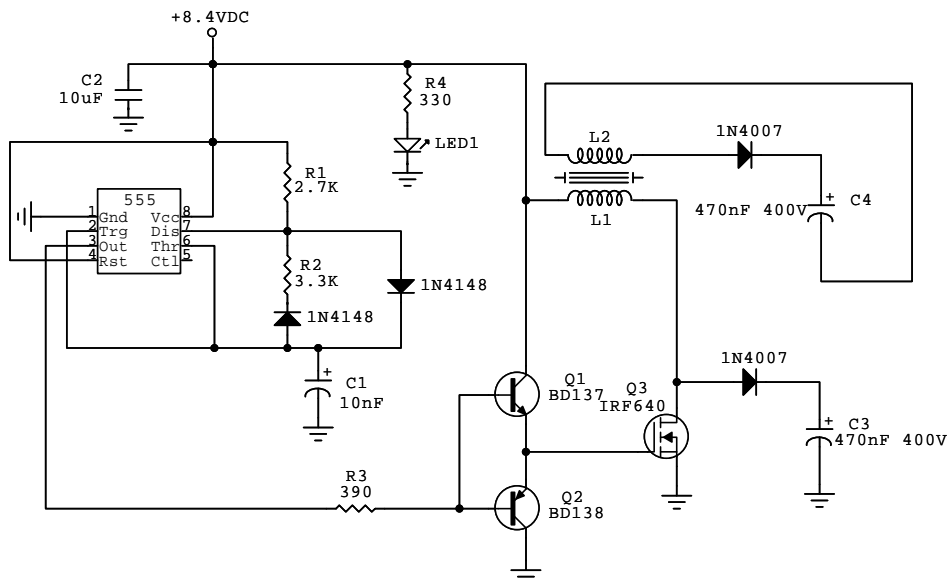 +8.4VDC
C2
10uF
R4
330
LED1
L2
1N4007
L1
470nF 400V
+
C4
R1
2.7K
555
1 Gnd Vcc 8
2 Trg Dis 7
3 Out Thr 6
4 Rst Ctl 5
R2
3.3K
1N4148
1N4148
+
C1
10nF
Q1
BD137
Q3
IRF640
1N4007
+
C3
470nF 400V
R3
390
Q2
BD138